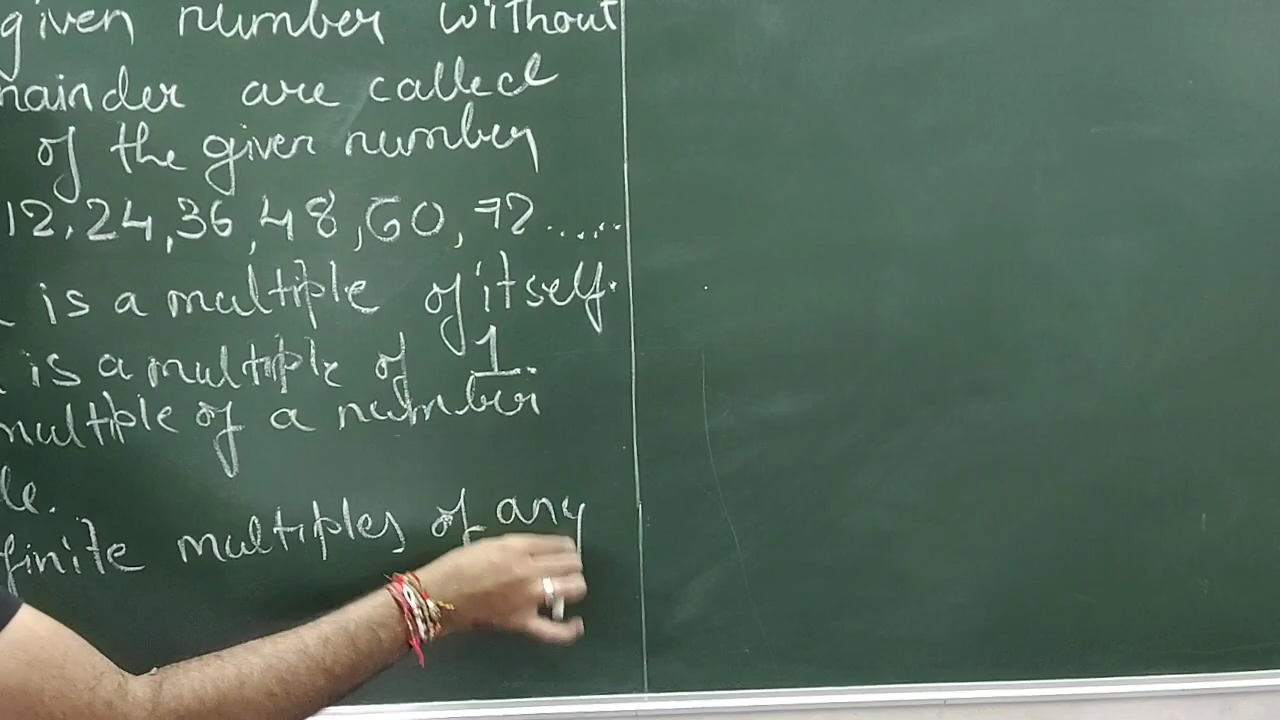 given number without
mainder are called
of the given number
12, 24, 36, 48, 60, 72.....
is a multiple of itself.
is a multiple of 1.
multiple of a number
le.
finite multiples of any